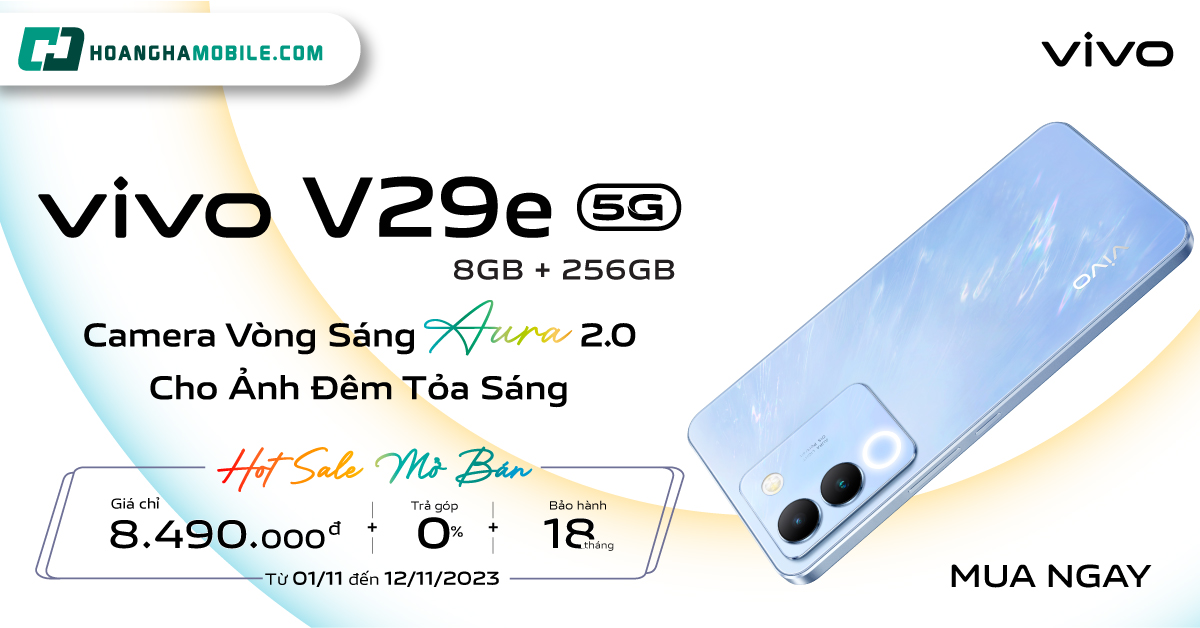 HOANGHAMOBILE.COM
vivo
vivo V29e 5G
8GB + 256GB
Camera Vòng Sáng Aura 2.0
Cho Ảnh Đêm Tỏa Sáng
Hot Sale Mở Bán
Giá chỉ
8.490.000đ
+
Trả góp
0%
+
Bảo hành
18 tháng
Từ 01/11 đến 12/11/2023
vivo
MUA NGAY